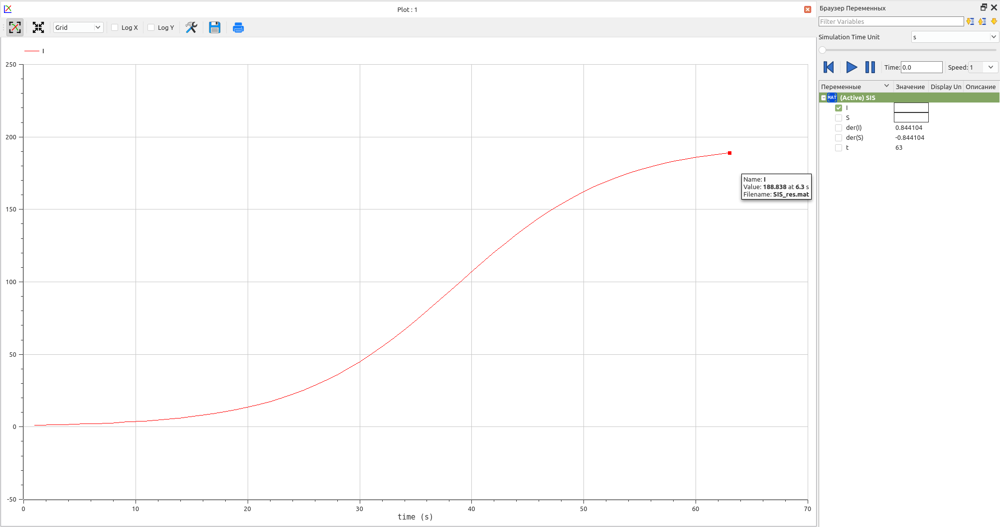 Plot : 1
Grid
Log X
Log Y
I
250
200
150
100
50
0
-50
0 10 20 30 40 50 60 70
time (s)
Name: I
Value: 188.838 at 6.3 s
Filename: SIS_res.mat
Браузер Переменных
Filter Variables
Simulation Time Unit s
Time: 0.0 Speed: 1
Переменные Значение Display Un Описание
MAT (Active) SIS
I
S
der(I) 0.844104
der(S) -0.844104
t 63